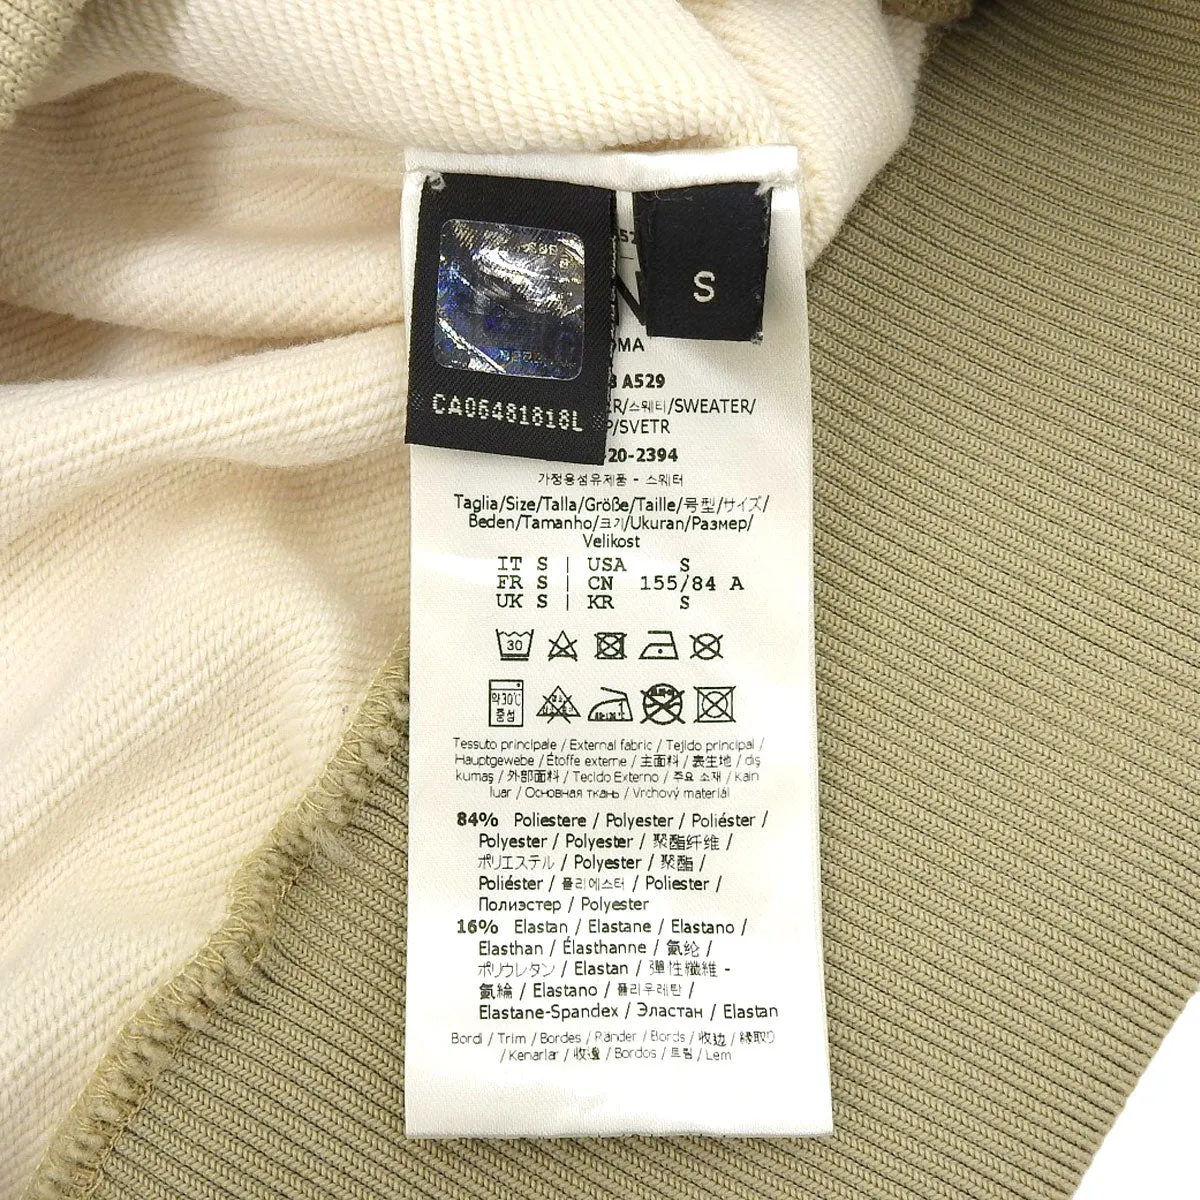 CA06481818L
S
OMA
A529
/스웨터/SWEATER/
P/SVETR
-20-2394
가정용섬유제품 - 스웨터
Taglia/Size/Talla/Größe/Taille/号型/サイズ/
Beden/Tamanho/크기/Ukuran/Размер/
Velikost
IT S | USA S
FR S | CN 155/84 A
UK S | KR S
30
약30℃
중성
Tessuto principale / External fabric / Tejido principal /
Hauptgewebe / Étoffe externe / 主面料 / 表生地 / diş
kumaş / 外部面料 / Tecido Externo / 주요 소재 / Kain
luar / Основная ткань / Vrchový materiál
84% Poliestere / Polyester / Poliéster /
Polyester / Polyester / 聚酯纤维 /
ポリエステル / Polyester / 聚酯 /
Poliéster / 폴리에스터 / Poliester /
Полиэстер / Polyester
16% Elastan / Elastane / Elastano /
Elasthan / Élasthanne / 氨纶 /
ポリウレタン / Elastan / 彈性纖維 -
氨綸 / Elastano / 폴리우레탄 /
Elastane-Spandex / Эластан / Elastan
Bordi / Trim / Bordes / Ränder / Bords / 收边 / 縁取り
/ Kenarlar / 收邊 / Bordos / 트림 / Lem